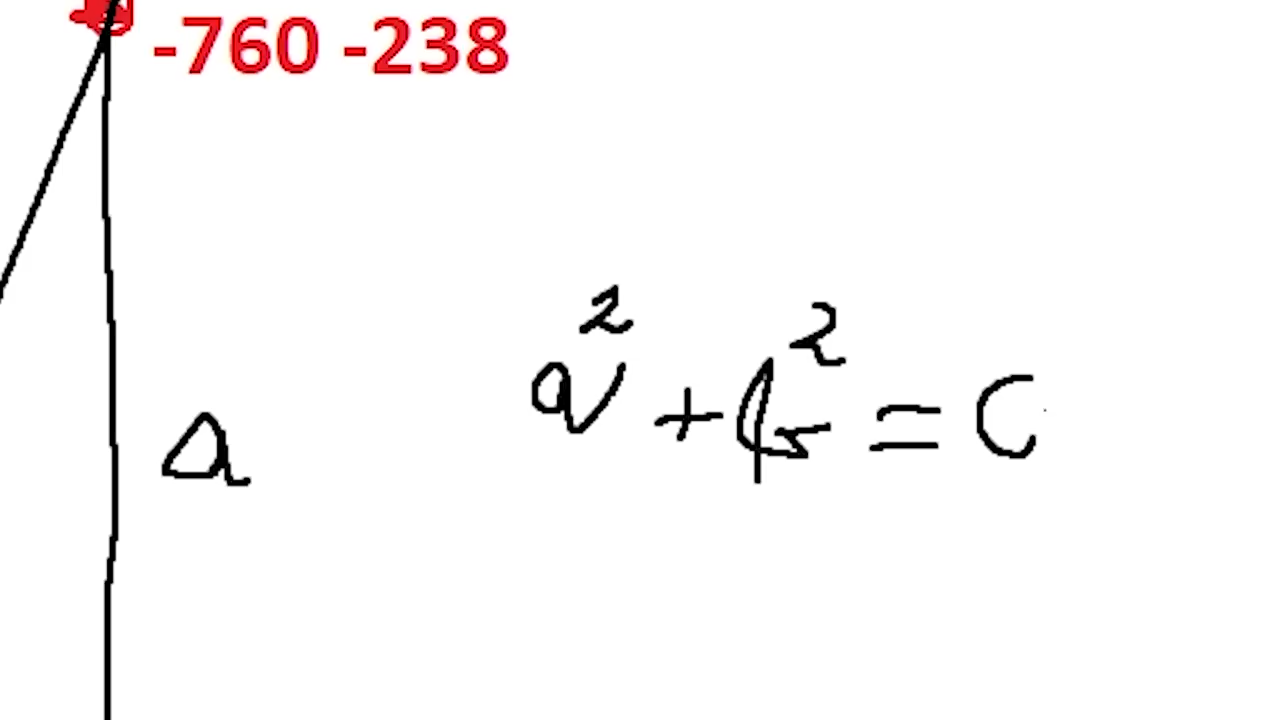 -760 -238
a² + b² = c
a